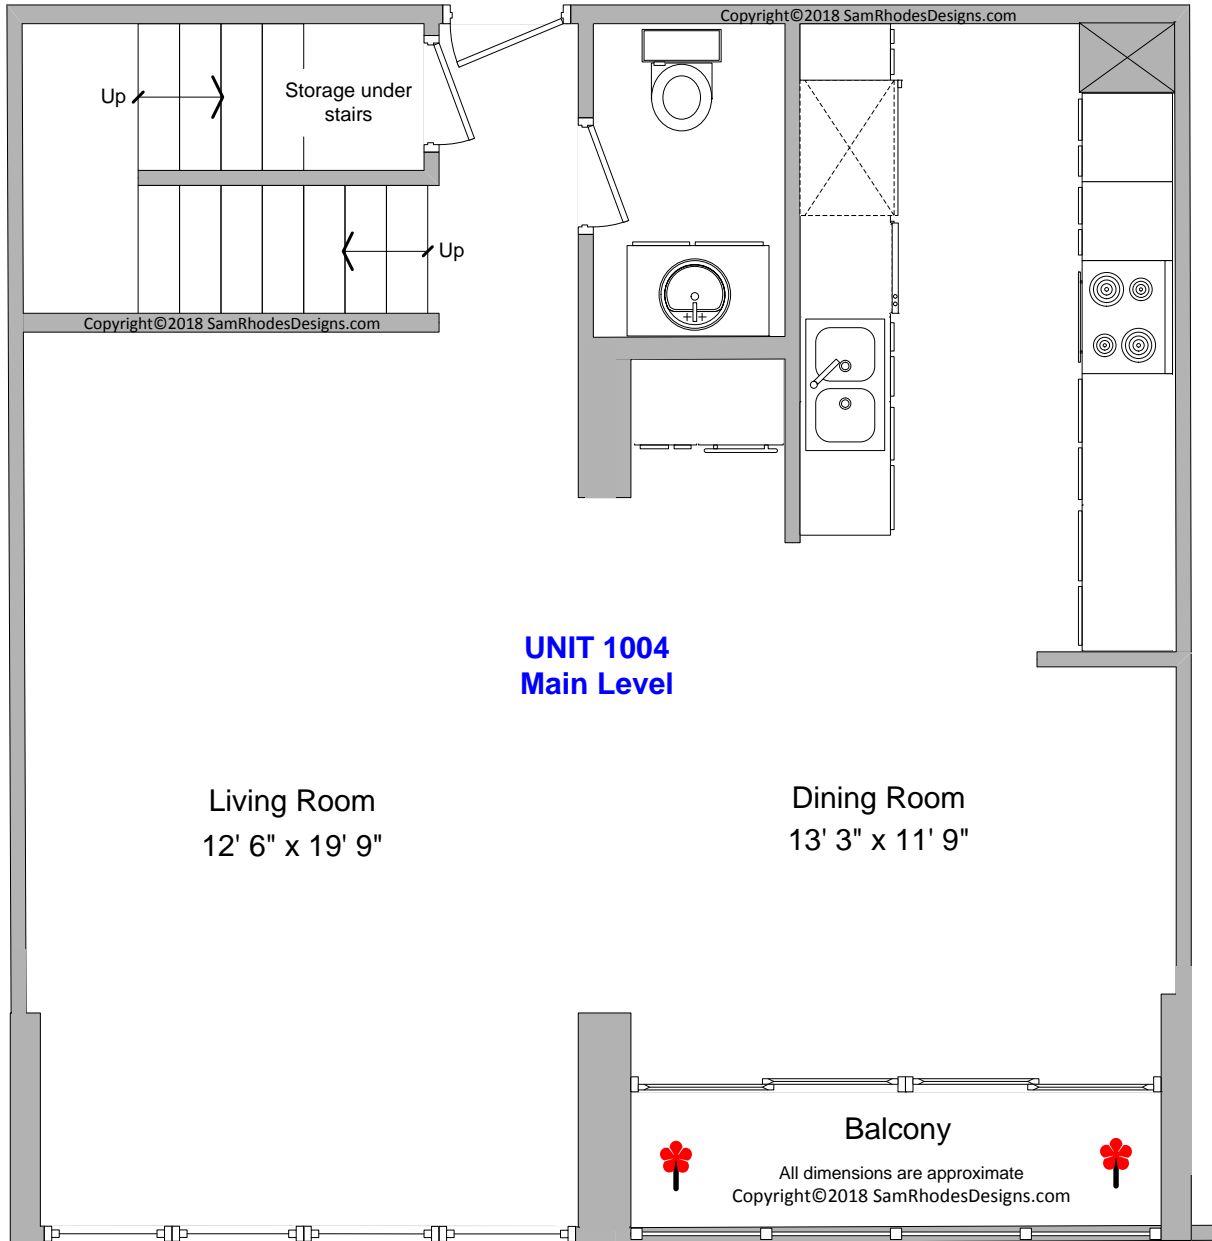 Copyright©2018 SamRhodesDesigns.com
Storage under
stairs
Up
Up
Copyright©2018 SamRhodesDesigns.com
UNIT 1004
Main Level
Living Room
12' 6" x 19' 9"
Dining Room
13' 3" x 11' 9"
Balcony
All dimensions are approximate
Copyright©2018 SamRhodesDesigns.com